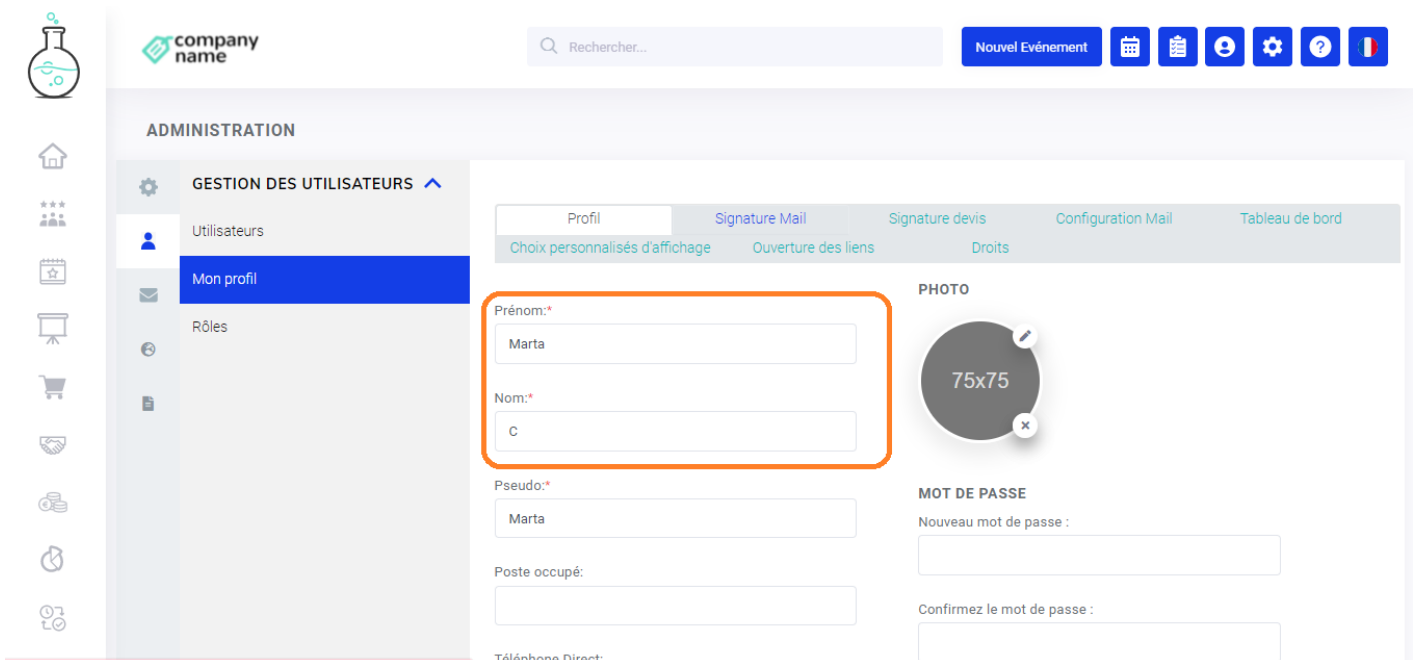 company
name
Rechercher...
Nouvel Evénement
ADMINISTRATION
GESTION DES UTILISATEURS
Utilisateurs
Mon profil
Rôles
Profil
Signature Mail
Signature devis
Configuration Mail
Tableau de bord
Choix personnalisés d'affichage
Ouverture des liens
Droits
Prénom:*
Marta
Nom:*
C
Pseudo:*
Marta
Poste occupé:
Téléphone Direct:
PHOTO
75x75
MOT DE PASSE
Nouveau mot de passe :
Confirmez le mot de passe :